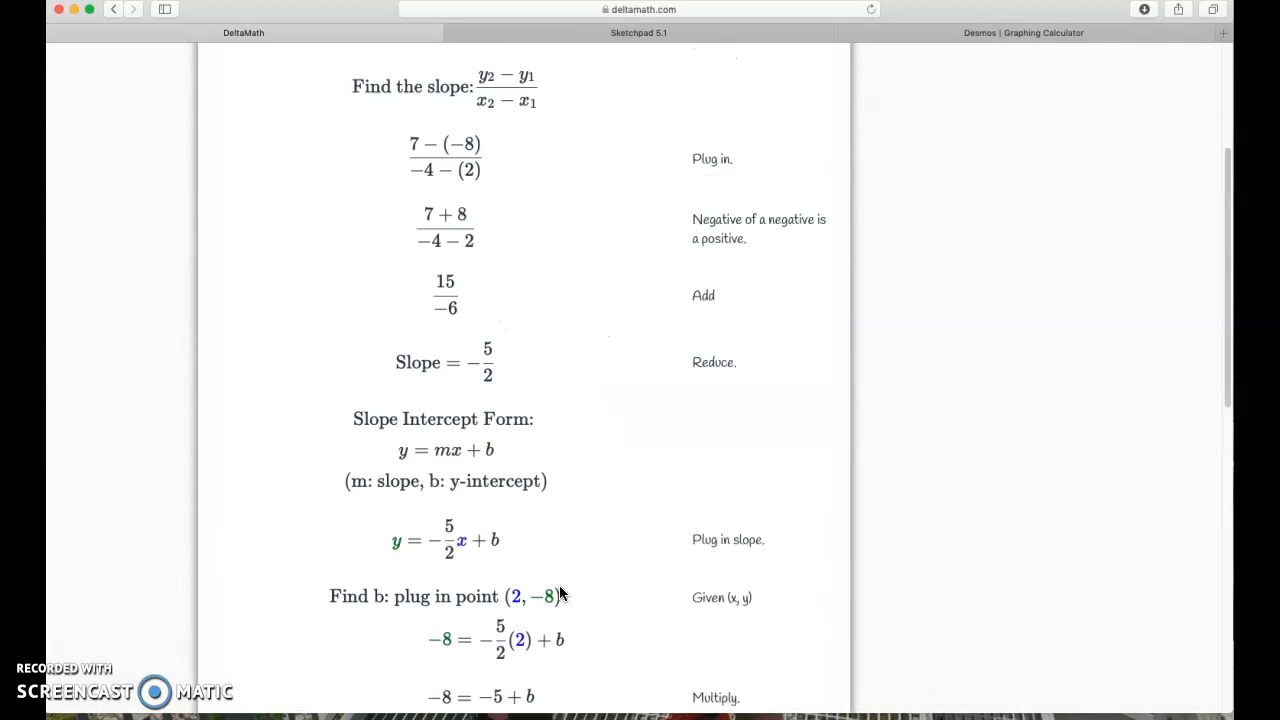 deltamath.com
DeltaMath
Sketchpad 5.1
Desmos | Graphing Calculator
Find the slope: y₂ − y₁ / x₂ − x₁
7 − (−8) / −4 − (2) Plug in.
7 + 8 / −4 − 2 Negative of a negative is
a positive.
15 / −6 Add
Slope = − 5/2 Reduce.
Slope Intercept Form:
y = mx + b
(m: slope, b: y-intercept)
y = − 5/2 x + b Plug in slope.
Find b: plug in point (2, −8) Given (x, y)
−8 = − 5/2 (2) + b
−8 = −5 + b Multiply.
RECORDED WITH
SCREENCAST MATIC